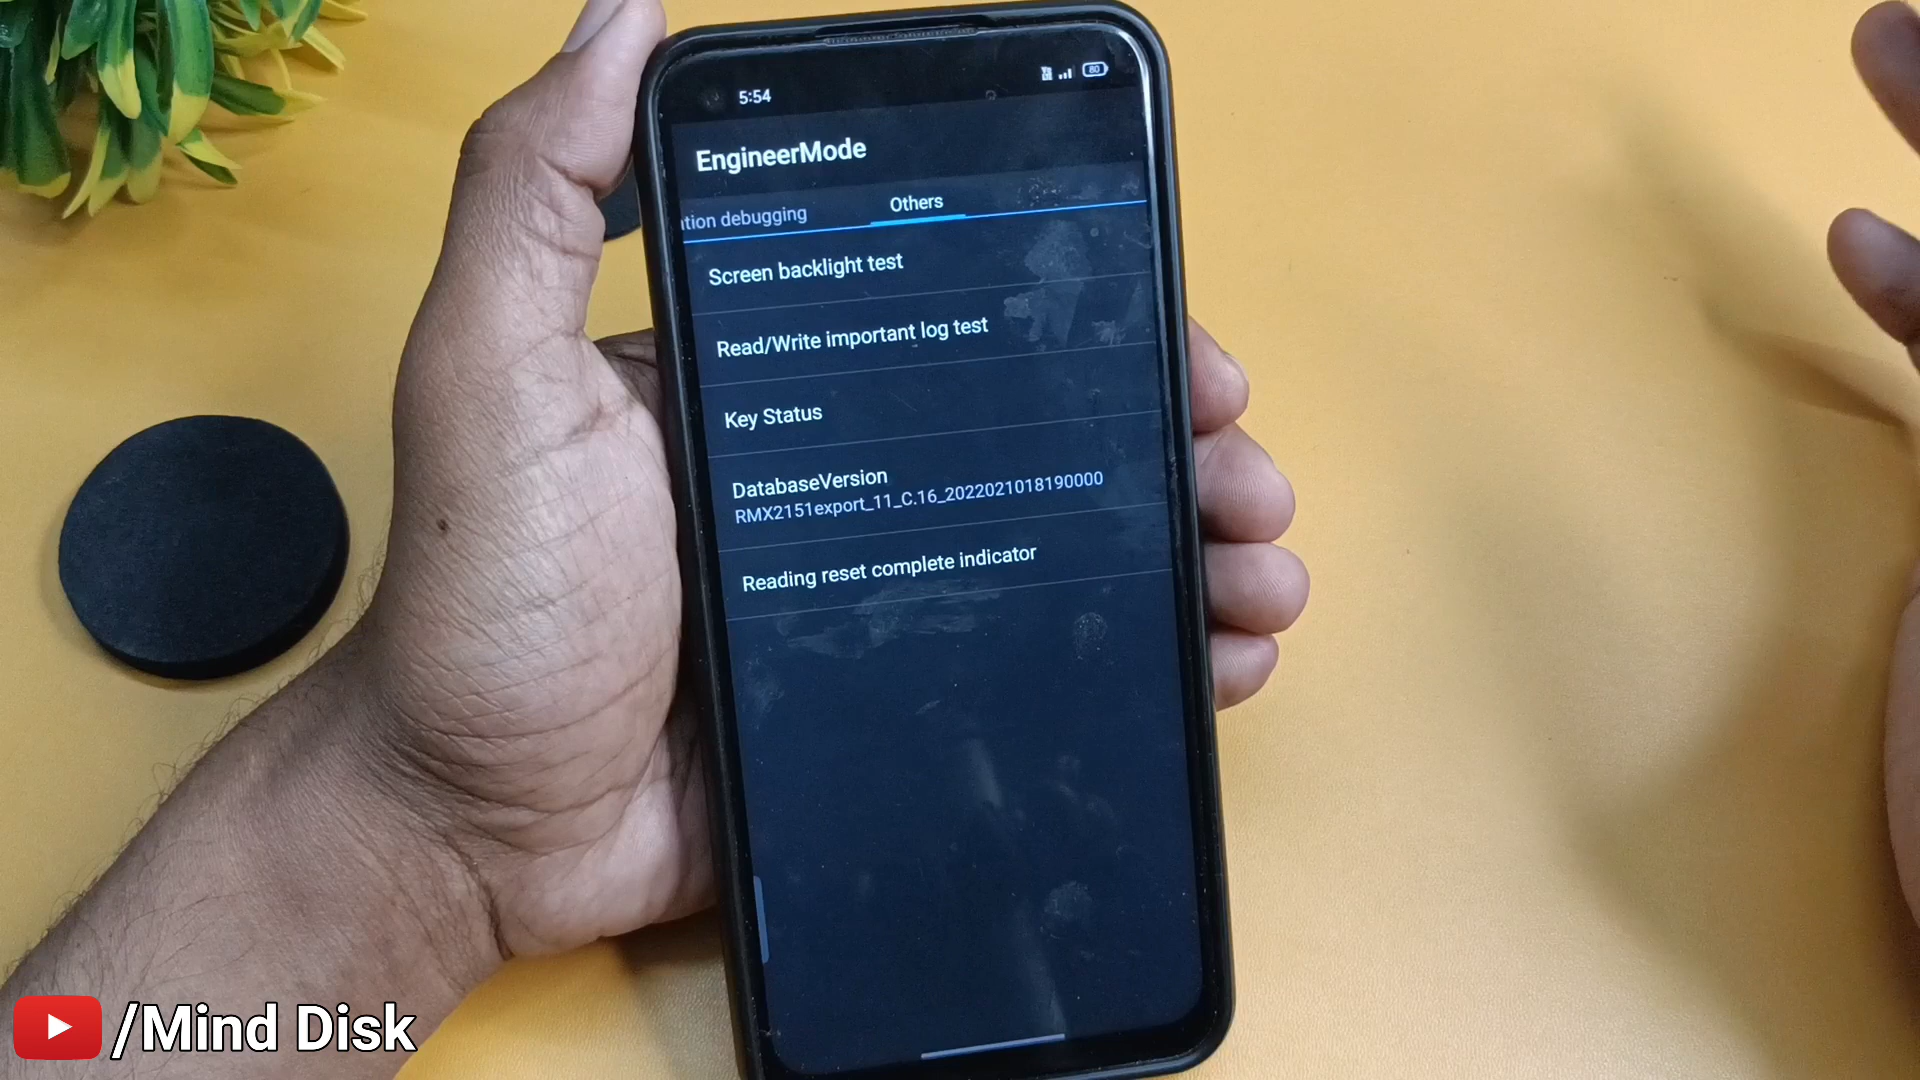 5:54
80
EngineerMode
tion debugging
Others
Screen backlight test
Read/Write important log test
Key Status
DatabaseVersion
RMX2151export_11_C.16_2022021018190000
Reading reset complete indicator
/Mind Disk